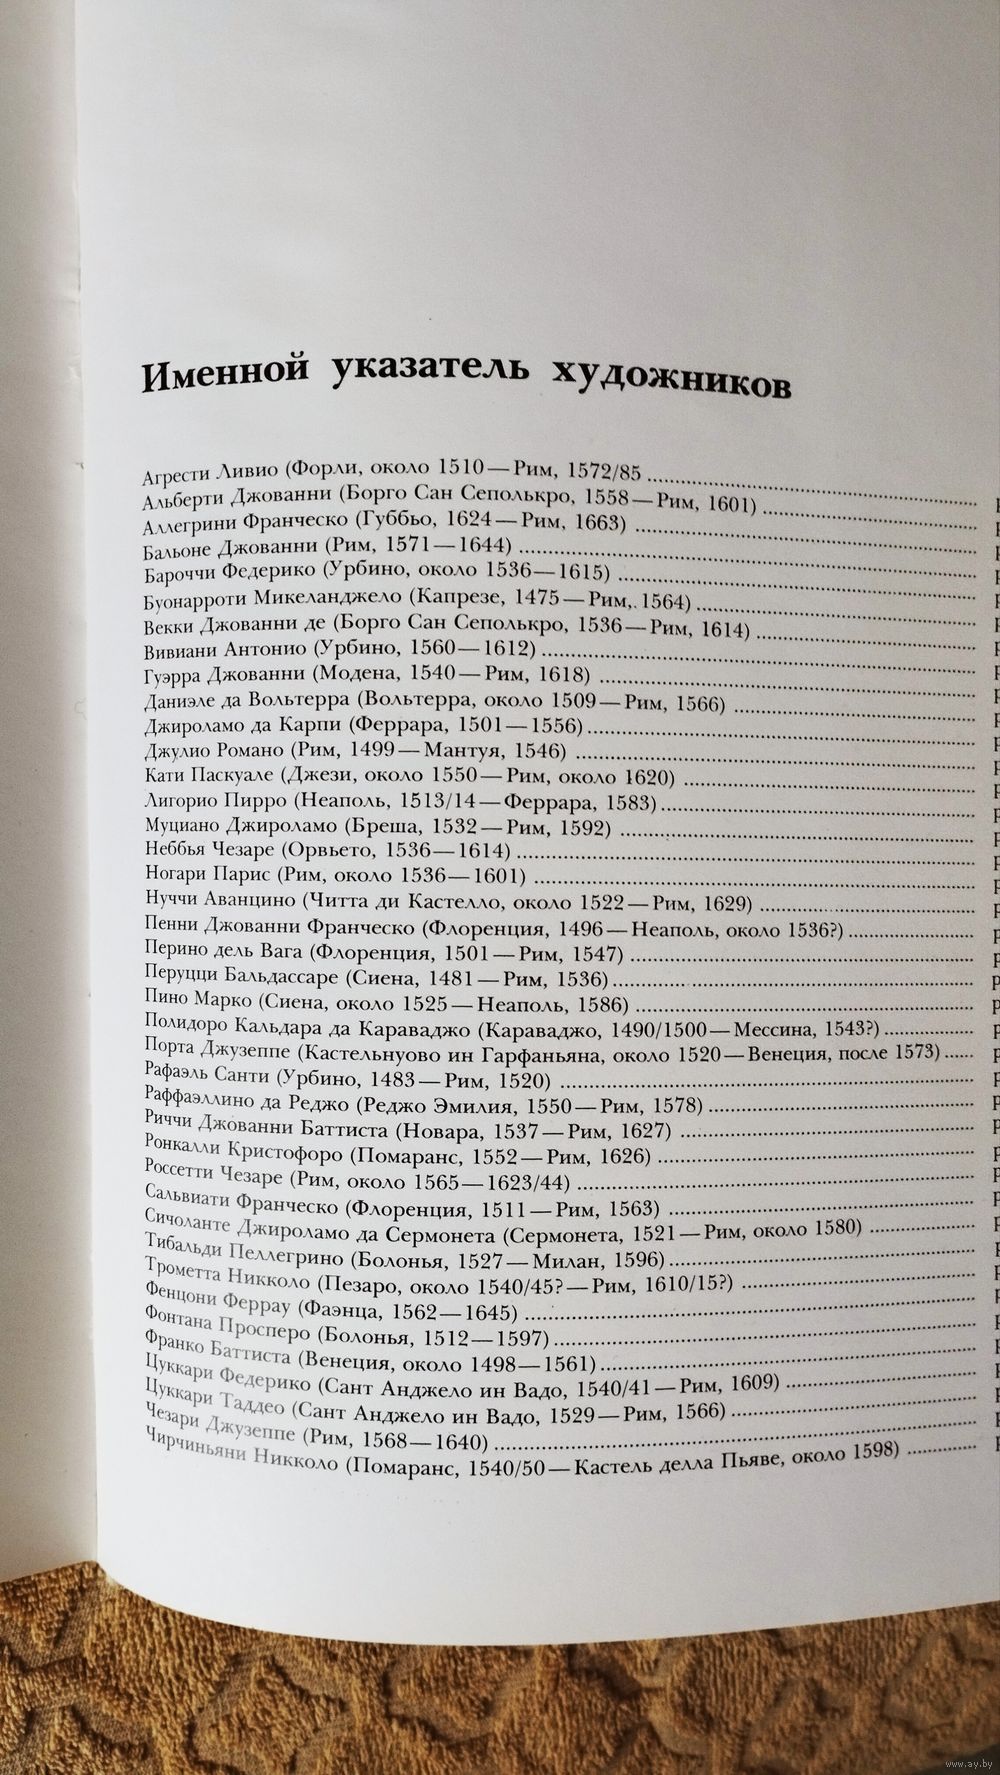 Именной указатель художников
Агрести Ливио (Форли, около 1510—Рим, 1572/85
Альберти Джованни (Борго Сан Сеполькро, 1558—Рим, 1601)
Аллегрини Франческо (Губбьо, 1624—Рим, 1663)
Бальоне Джованни (Рим, 1571—1644)
Бароччи Федерико (Урбино, около 1536—1615)
Буонарроти Микеланджело (Капрезе, 1475—Рим, 1564)
Векки Джованни де (Борго Сан Сеполькро, 1536—Рим, 1614)
Вивиани Антонио (Урбино, 1560—1612)
Гуэрра Джованни (Модена, 1540—Рим, 1618)
Даниэле да Вольтерра (Вольтерра, около 1509—Рим, 1566)
Джироламо да Карпи (Феррара, 1501—1556)
Джулио Романо (Рим, 1499—Мантуя, 1546)
Кати Паскуале (Джези, около 1550—Рим, около 1620)
Лигорио Пирро (Неаполь, 1513/14—Феррара, 1583)
Муциано Джироламо (Бреша, 1532—Рим, 1592)
Неббья Чезаре (Орвьето, 1536—1614)
Ногари Парис (Рим, около 1536—1601)
Нуччи Аванцино (Читта ди Кастелло, около 1522—Рим, 1629)
Пенни Джованни Франческо (Флоренция, 1496—Неаполь, около 1536?)
Перино дель Вага (Флоренция, 1501—Рим, 1547)
Перуцци Бальдассаре (Сиена, 1481—Рим, 1536)
Пино Марко (Сиена, около 1525—Неаполь, 1586)
Полидоро Кальдара да Караваджо (Караваджо, 1490/1500—Мессина, 1543?)
Порта Джузеппе (Кастельнуово ин Гарфаньяна, около 1520—Венеция, после 1573)
Рафаэль Санти (Урбино, 1483—Рим, 1520)
Раффаэллино да Реджо (Реджо Эмилия, 1550—Рим, 1578)
Риччи Джованни Баттиста (Новара, 1537—Рим, 1627)
Ронкалли Кристофоро (Помаранс, 1552—Рим, 1626)
Россетти Чезаре (Рим, около 1565—1623/44)
Сальвиати Франческо (Флоренция, 1511—Рим, 1563)
Сичоланте Джироламо да Сермонета (Сермонета, 1521—Рим, около 1580)
Тибальди Пеллегрино (Болонья, 1527—Милан, 1596)
Трометта Никколо (Пезаро, около 1540/45?—Рим, 1610/15?)
Фенцони Феррау (Фаэнца, 1562—1645)
Фонтана Просперо (Болонья, 1512—1597)
Франко Баттиста (Венеция, около 1498—1561)
Цуккари Федерико (Сант Анджело ин Вадо, 1540/41—Рим, 1609)
Цуккари Таддео (Сант Анджело ин Вадо, 1529—Рим, 1566)
Чезари Джузеппе (Рим, 1568—1640)
Чирчиньяни Никколо (Помаранс, 1540/50—Кастель делла Пьяве, около 1598)
www.ay.by